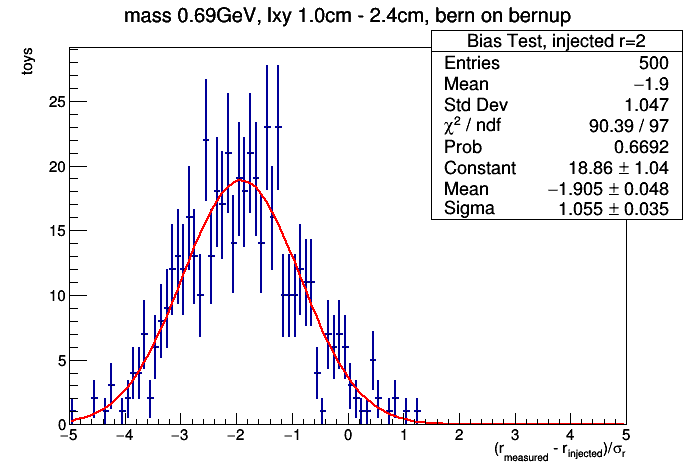 mass 0.69GeV, lxy 1.0cm - 2.4cm, bern on bernup
toys
Bias Test, injected r=2
Entries 500
Mean −1.9
Std Dev 1.047
χ² / ndf 90.39 / 97
Prob 0.6692
Constant 18.86 ± 1.04
Mean −1.905 ± 0.048
Sigma 1.055 ± 0.035
25
20
15
10
5
0
−5 −4 −3 −2 −1 0 1 2 3 4 5
(r_measured - r_injected)/σ_r